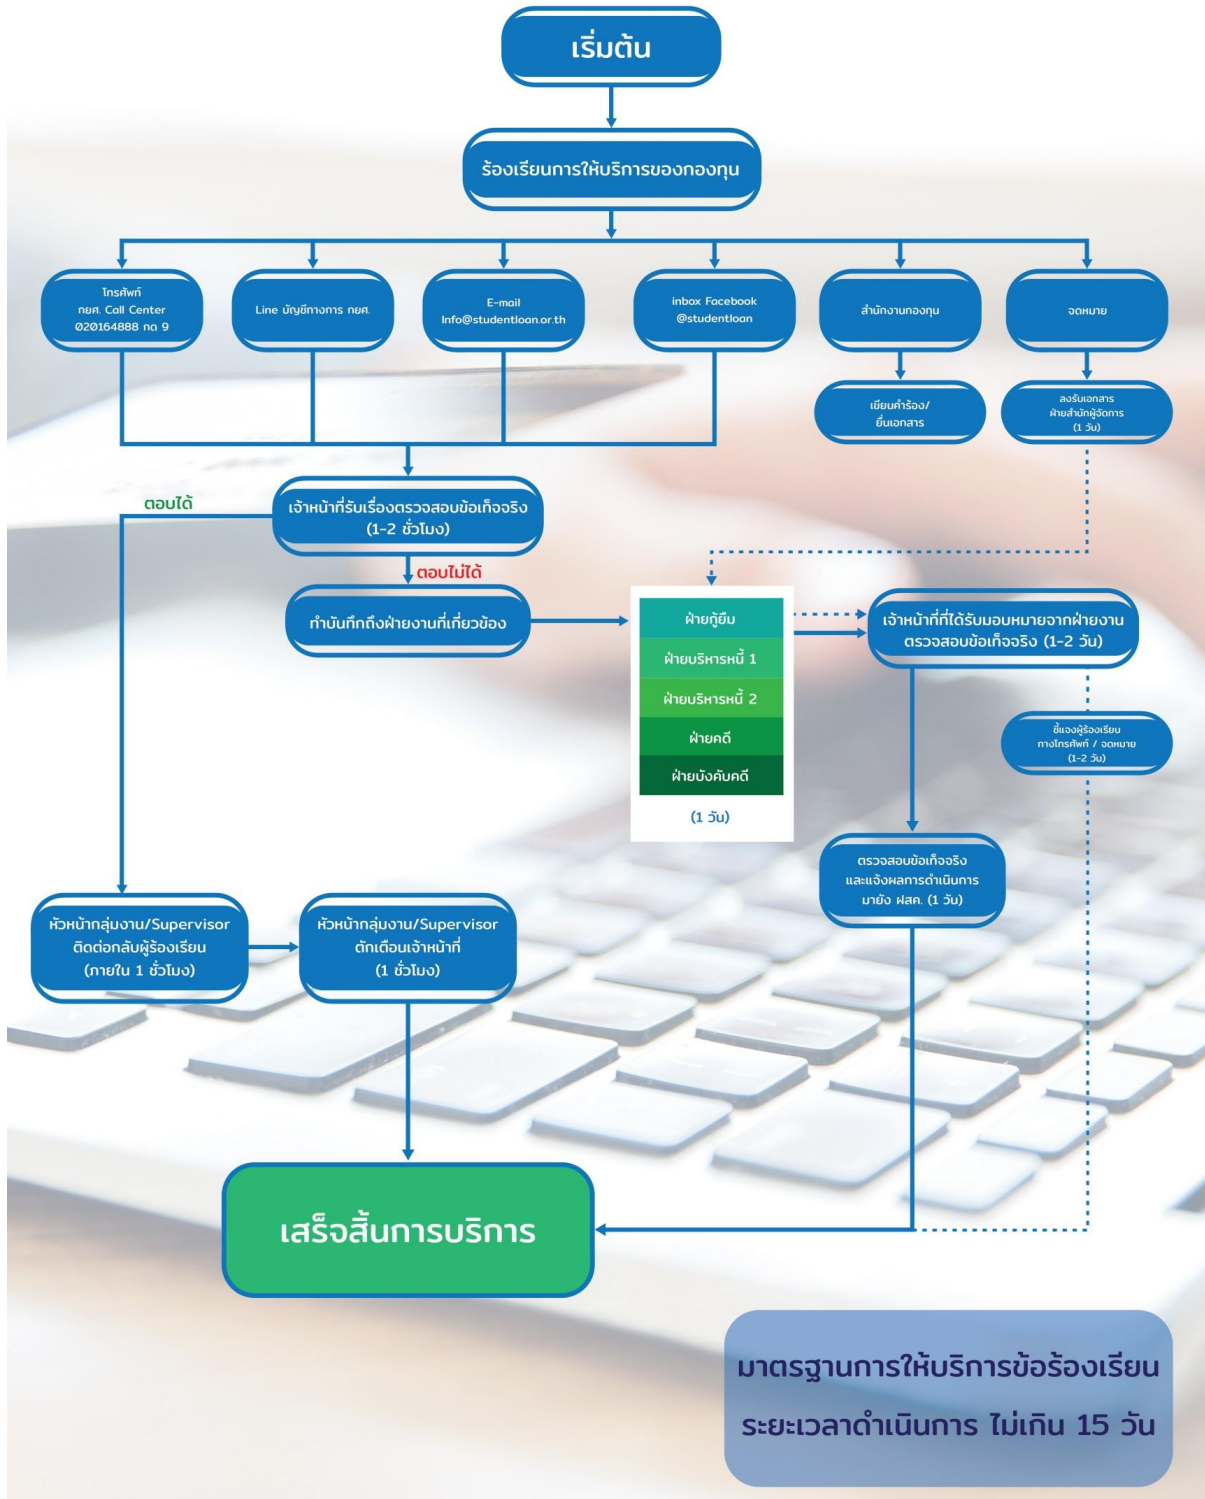 เริ่มต้น
ร้องเรียนการให้บริการของกองทุน
โทรศัพท์
กยศ. Call Center
020164888 กด 9
Line บัญชีทางการ กยศ.
E-mail
Info@studentloan.or.th
inbox Facebook
@studentloan
สำนักงานกองทุน
จดหมาย
เขียนคำร้อง/
ยื่นเอกสาร
ลงรับเอกสาร
ฝ่ายสำนักผู้จัดการ
(1 วัน)
ตอบได้
เจ้าหน้าที่รับเรื่องตรวจสอบข้อเท็จจริง
(1-2 ชั่วโมง)
ตอบไม่ได้
ทำบันทึกถึงฝ่ายงานที่เกี่ยวข้อง
ฝ่ายกู้ยืม
ฝ่ายบริหารหนี้ 1
ฝ่ายบริหารหนี้ 2
ฝ่ายคดี
ฝ่ายบังคับคดี
(1 วัน)
เจ้าหน้าที่ที่ได้รับมอบหมายจากฝ่ายงาน
ตรวจสอบข้อเท็จจริง (1-2 วัน)
ชี้แจงผู้ร้องเรียน
ทางโทรศัพท์ / จดหมาย
(1-2 วัน)
ตรวจสอบข้อเท็จจริง
และแจ้งผลการดำเนินการ
มายัง ฝสค. (1 วัน)
หัวหน้ากลุ่มงาน/Supervisor
ติดต่อกลับผู้ร้องเรียน
(ภายใน 1 ชั่วโมง)
หัวหน้ากลุ่มงาน/Supervisor
ตักเตือนเจ้าหน้าที่
(1 ชั่วโมง)
เสร็จสิ้นการบริการ
มาตรฐานการให้บริการข้อร้องเรียน
ระยะเวลาดำเนินการ ไม่เกิน 15 วัน